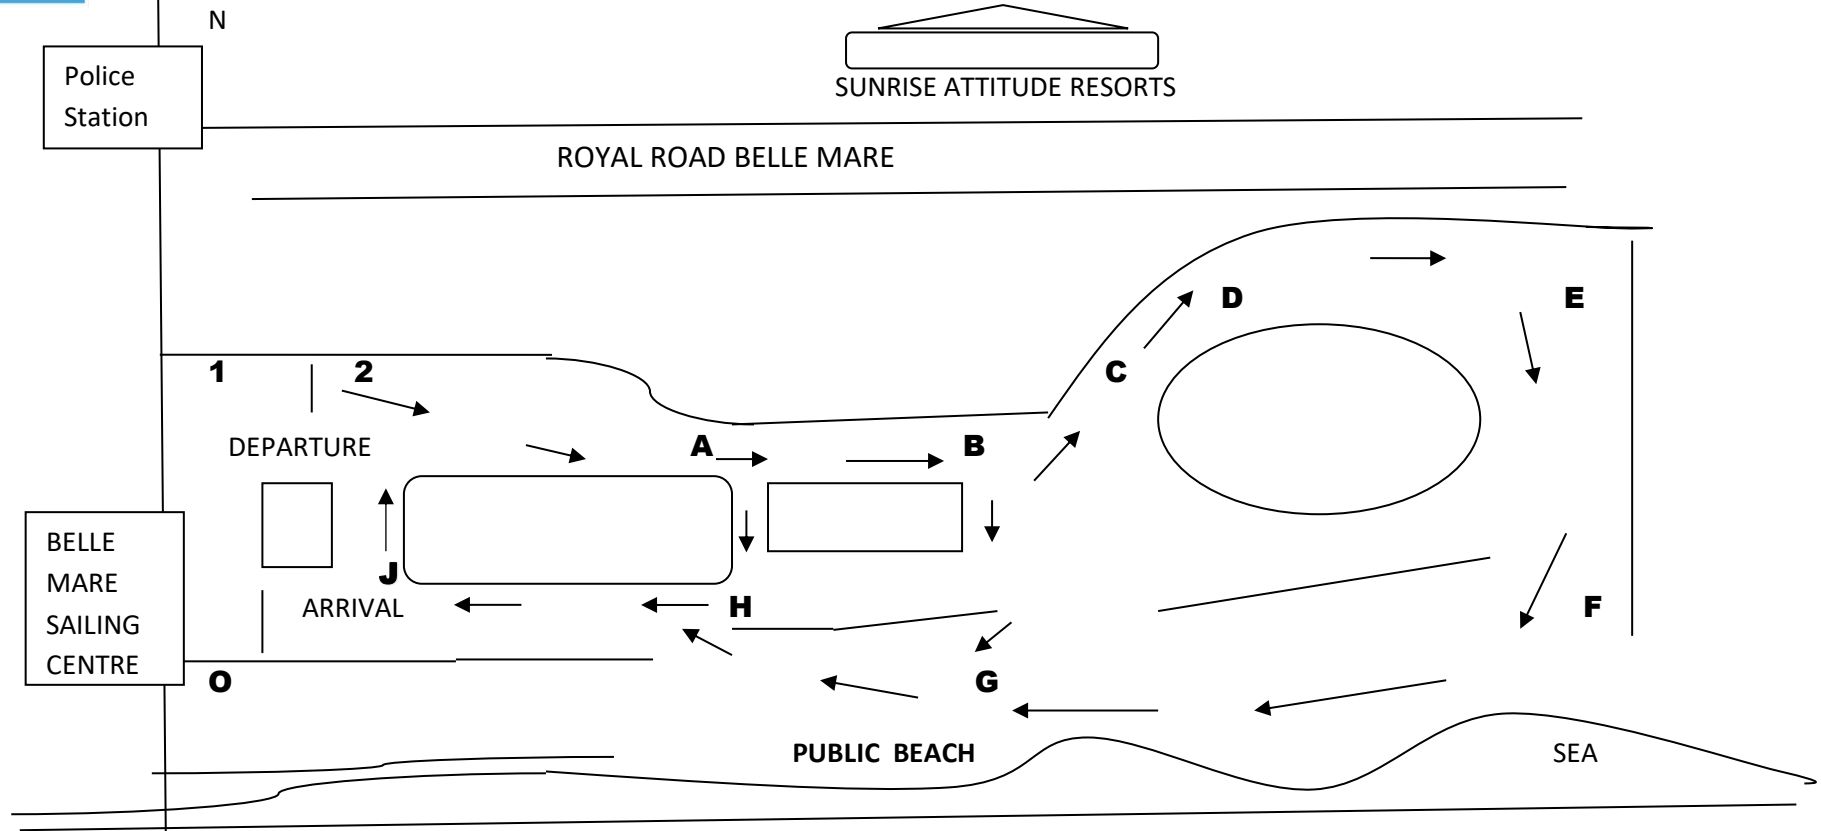 N
Police
Station
SUNRISE ATTITUDE RESORTS
ROYAL ROAD BELLE MARE
D
E
1
2
C
DEPARTURE
A
B
BELLE
MARE
SAILING
CENTRE
J
ARRIVAL
H
F
O
G
PUBLIC BEACH
SEA